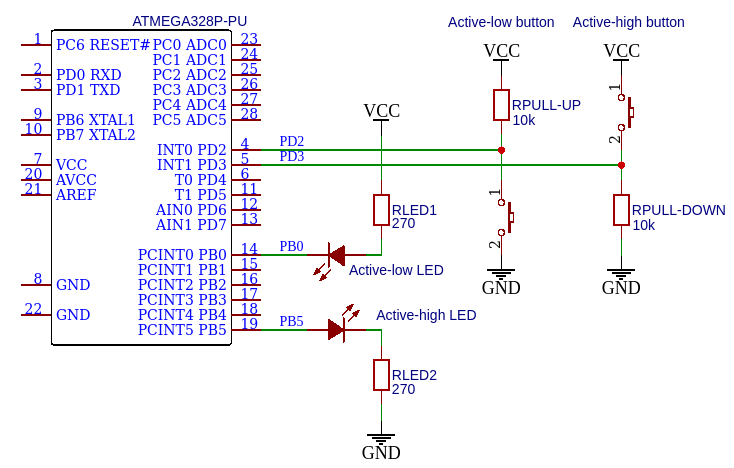 ATMEGA328P-PU
Active-low button
Active-high button
1
PC6 RESET#
PC0 ADC0
23
PC1 ADC1
24
2
PD0 RXD
PC2 ADC2
25
3
PD1 TXD
PC3 ADC3
26
PC4 ADC4
27
9
PB6 XTAL1
PC5 ADC5
28
10
PB7 XTAL2
INT0 PD2
4
PD2
7
VCC
INT1 PD3
5
PD3
20
AVCC
T0 PD4
6
21
AREF
T1 PD5
11
AIN0 PD6
12
AIN1 PD7
13
PCINT0 PB0
14
PB0
PCINT1 PB1
15
8
GND
PCINT2 PB2
16
PCINT3 PB3
17
22
GND
PCINT4 PB4
18
PCINT5 PB5
19
PB5
VCC
RLED1
270
Active-low LED
Active-high LED
RLED2
270
GND
VCC
RPULL-UP
10k
1
2
GND
VCC
1
2
RPULL-DOWN
10k
GND